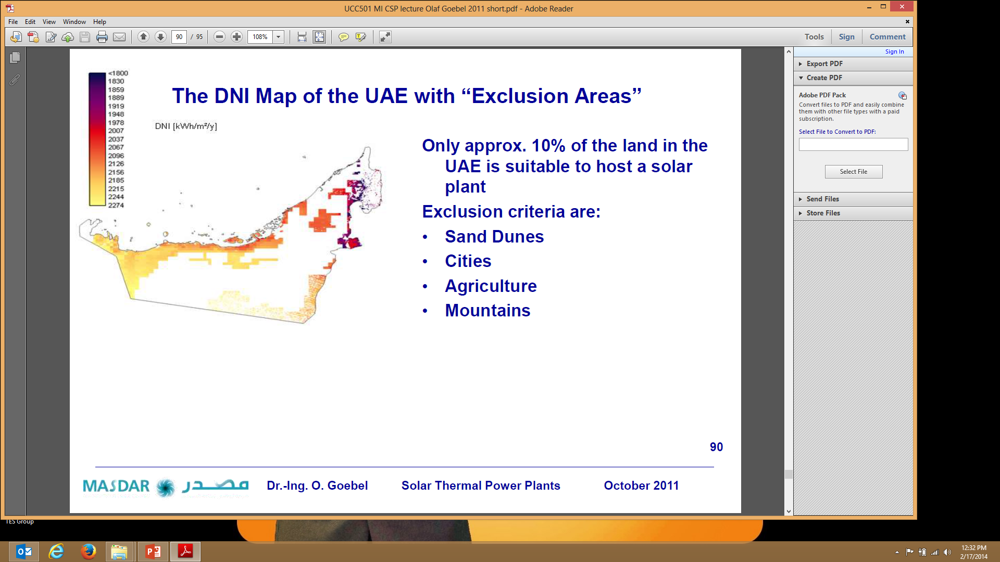 UCC501 MI CSP lecture Olaf Goebel 2011 short.pdf - Adobe Reader
File Edit View Window Help
90 / 95 108% Tools Sign Comment
Sign In
Export PDF
Create PDF
Adobe PDF Pack
Convert files to PDF and easily combine
them with other file types with a paid
subscription.
Select File to Convert to PDF:
Select File
Send Files
Store Files
<1800
1830
1859
1889
1919
1948
1978
2007
2037
2067
2096
2126
2156
2185
2215
2244
2274
The DNI Map of the UAE with “Exclusion Areas”
DNI [kWh/m²/y]
Only approx. 10% of the land in the
UAE is suitable to host a solar
plant
Exclusion criteria are:
• Sand Dunes
• Cities
• Agriculture
• Mountains
90
MASDAR مصدر Dr.-Ing. O. Goebel Solar Thermal Power Plants October 2011
TES Group
12:32 PM
2/17/2014